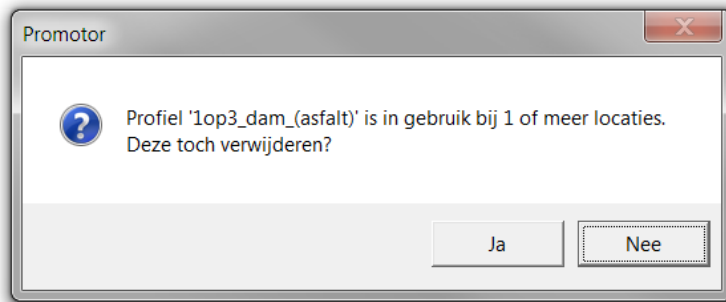 Promotor
Profiel '1op3_dam_(asfalt)' is in gebruik bij 1 of meer locaties.
Deze toch verwijderen?
Ja
Nee